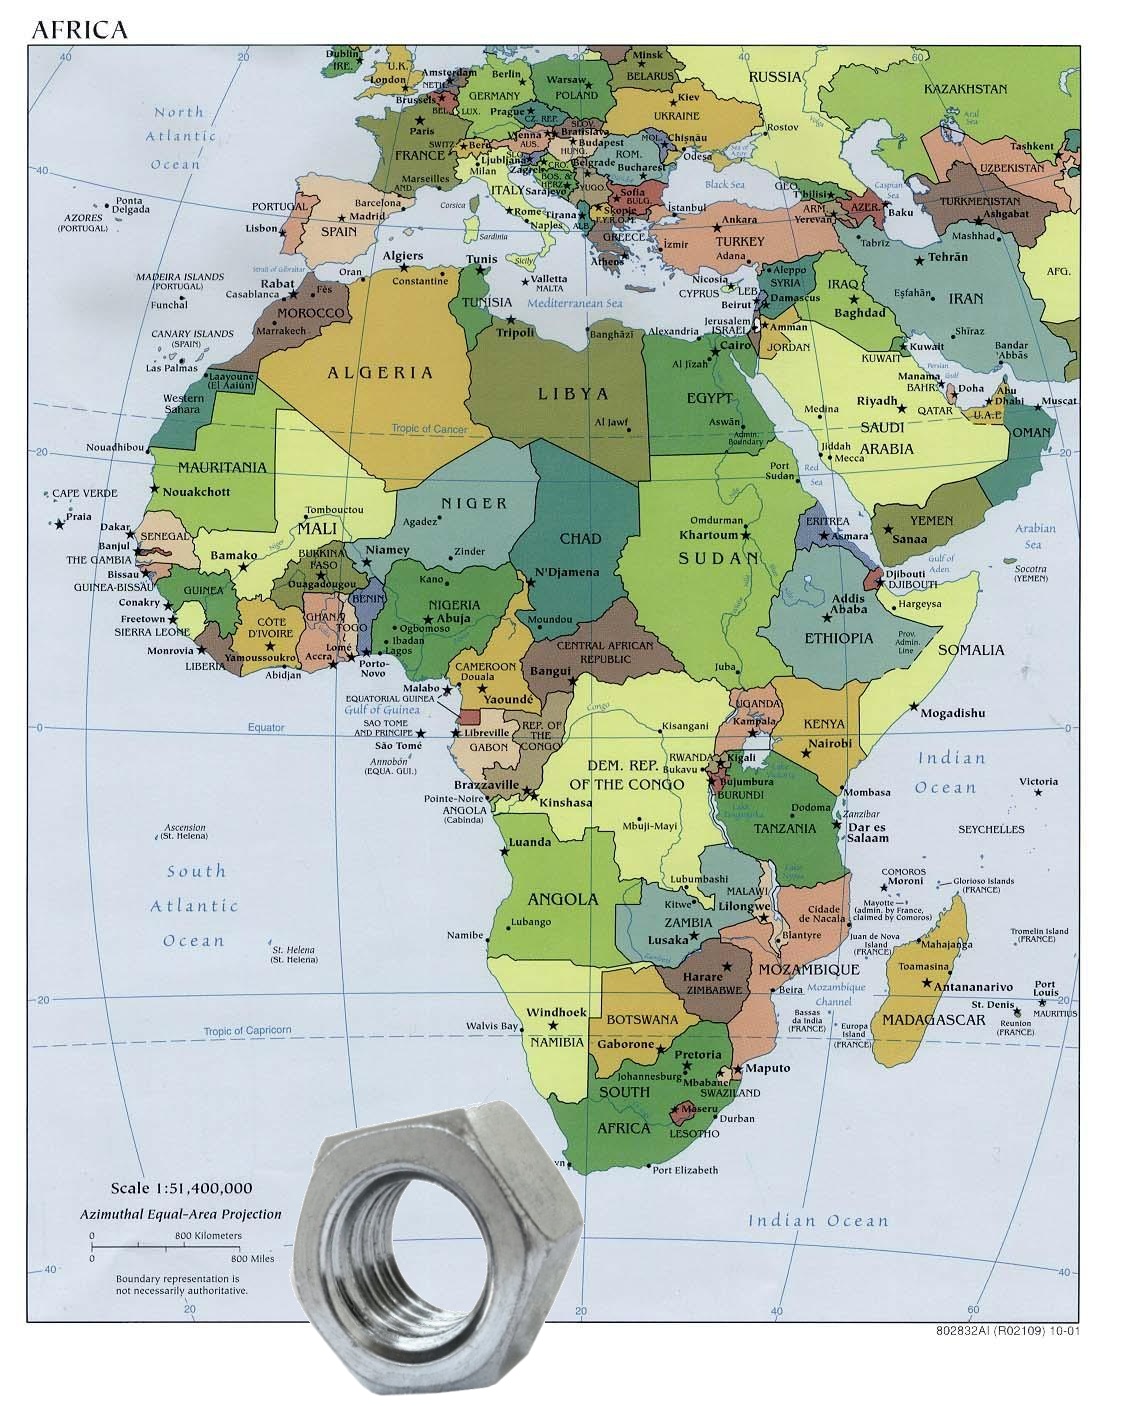 AFRICA
40
20
0
20
40
60
Dublin
IRE.
U.K.
London
Amsterdam
NETH.
Brussels
BEL.
LUX.
Berlin
GERMANY
Warsaw
POLAND
Minsk
BELARUS
RUSSIA
KAZAKHSTAN
Kiev
UKRAINE
Prague
CZ. REP.
SLOV.
Paris
FRANCE
SWITZ.
Bern
Vienna
AUS.
Bratislava
Budapest
HUNG.
MOL.
Chișnău
Rostov
Volga
Aral
Sea
Tashkent
UZBEKISTAN
North
Atlantic
Ocean
Ljubljana
SLO.
Zagreb
CRO.
Belgrade
ROM.
Bucharest
Odesa
Sea of
Azov
Milan
Marseilles
AND.
ITALY
BOS. &
HERZ.
Sarajevo
YUGO.
Sofia
BULG.
Black Sea
GEO.
T'bilisi
Caspian
Sea
TURKMENISTAN
Ashgabat
Ponta
Delgada
AZORES
(PORTUGAL)
PORTUGAL
Lisbon
Barcelona
Madrid
SPAIN
Corsica
Rome
Naples
Tirana
ALB.
Skopje
F.Y.R.O.M.
İstanbul
Ankara
ARM.
Yerevan
AZER.
Baku
Mashhad
Sardinia
GREECE
İzmir
TURKEY
Adana
Tabrīz
Tehrān
Sicily
Athens
Strait of Gibraltar
Algiers
Tunis
Oran
Constantine
Valletta
MALTA
Nicosia
CYPRUS
LEB.
Beirut
Aleppo
SYRIA
Damascus
IRAQ
Baghdad
Eşfahān
IRAN
AFG.
MADEIRA ISLANDS
(PORTUGAL)
Funchal
Rabat
Casablanca
Fès
MOROCCO
Marrakech
TUNISIA
Tripoli
Mediterranean Sea
Banghāzī
Alexandria
Jerusalem
ISRAEL
Amman
JORDAN
Cairo
Al Jīzah
Shīrāz
Bandar
'Abbās
Kuwait
KUWAIT
CANARY ISLANDS
(SPAIN)
Las Palmas
Laayoune
(El Aaiún)
Western
Sahara
ALGERIA
LIBYA
EGYPT
Al Jawf
Aswān
Admin.
Boundary
Tropic of Cancer
Persian
Gulf
Manama
BAHR.
Doha
QATAR
Abu
Dhabi
U.A.E
Muscat
Riyadh
Medina
SAUDI
ARABIA
OMAN
Jiddah
Mecca
Nouadhibou
MAURITANIA
Nouakchott
CAPE VERDE
Praia
Port
Sudan
Red
Sea
Tombouctou
MALI
NIGER
Agadez
Zinder
CHAD
Omdurman
Khartoum
SUDAN
ERITREA
Asmara
YEMEN
Sanaa
Arabian
Sea
Dakar
SENEGAL
Banjul
THE GAMBIA
Bissau
GUINEA-BISSAU
Bamako
Niger
BURKINA
FASO
Ouagadougou
Niamey
N'Djamena
Gulf of
Aden
Socotra
(YEMEN)
Djibouti
DJIBOUTI
GUINEA
Conakry
Freetown
SIERRA LEONE
Monrovia
LIBERIA
CÔTE
D'IVOIRE
Yamoussoukro
Abidjan
GHANA
Accra
TOGO
Lomé
BENIN
Porto-
Novo
Kano
NIGERIA
Abuja
Ogbomoso
Ibadan
Lagos
Moundou
Addis
Ababa
ETHIOPIA
Hargeysa
Prov.
Admin.
Line
SOMALIA
CENTRAL AFRICAN
REPUBLIC
Bangui
Juba
CAMEROON
Douala
Yaoundé
Malabo
EQUATORIAL GUINEA
Gulf of Guinea
SAO TOME
AND PRINCIPE
São Tomé
Annobón
(EQUA. GUI.)
Libreville
GABON
REP. OF
THE
CONGO
Congo
Kisangani
UGANDA
Kampala
KENYA
Nairobi
Mogadishu
Equator
DEM. REP.
OF THE CONGO
RWANDA
Bukavu
Kigali
Bujumbura
BURUNDI
Lake
Victoria
Lake
Tanganyika
Indian
Ocean
Brazzaville
Pointe-Noire
ANGOLA
(Cabinda)
Kinshasa
Mbuji-Mayi
Mombasa
Dodoma
Zanzibar
TANZANIA
Dar es
Salaam
Victoria
SEYCHELLES
Ascension
(St. Helena)
Luanda
ANGOLA
Lubango
Namibe
South
Atlantic
Ocean
St. Helena
(St. Helena)
Lubumbashi
Kitwe
ZAMBIA
Lusaka
Zambezi
MALAWI
Lilongwe
Lake
Nyasa
Cidade
de Nacala
Blantyre
COMOROS
Moroni
Glorioso Islands
(FRANCE)
Mayotte
(admin. by France,
claimed by Comoros)
Juan de Nova
Island
(FRANCE)
Mahajanga
Tromelin Island
(FRANCE)
Harare
ZIMBABWE
MOZAMBIQUE
Beira
Mozambique
Channel
Toamasina
Antananarivo
MADAGASCAR
Port
Louis
MAURITIUS
St. Denis
Reunion
(FRANCE)
Bassas
da India
(FRANCE)
Europa
Island
(FRANCE)
Windhoek
Walvis Bay
NAMIBIA
BOTSWANA
Gaborone
Pretoria
Johannesburg
Mbabane
Maputo
SWAZILAND
Tropic of Capricorn
SOUTH
AFRICA
Maseru
LESOTHO
Durban
Port Elizabeth
Scale 1:51,400,000
Azimuthal Equal-Area Projection
0 800 Kilometers
0 800 Miles
Boundary representation is
not necessarily authoritative.
Indian Ocean
40
20
20
40
60
40
802832AI (R02109) 10-01